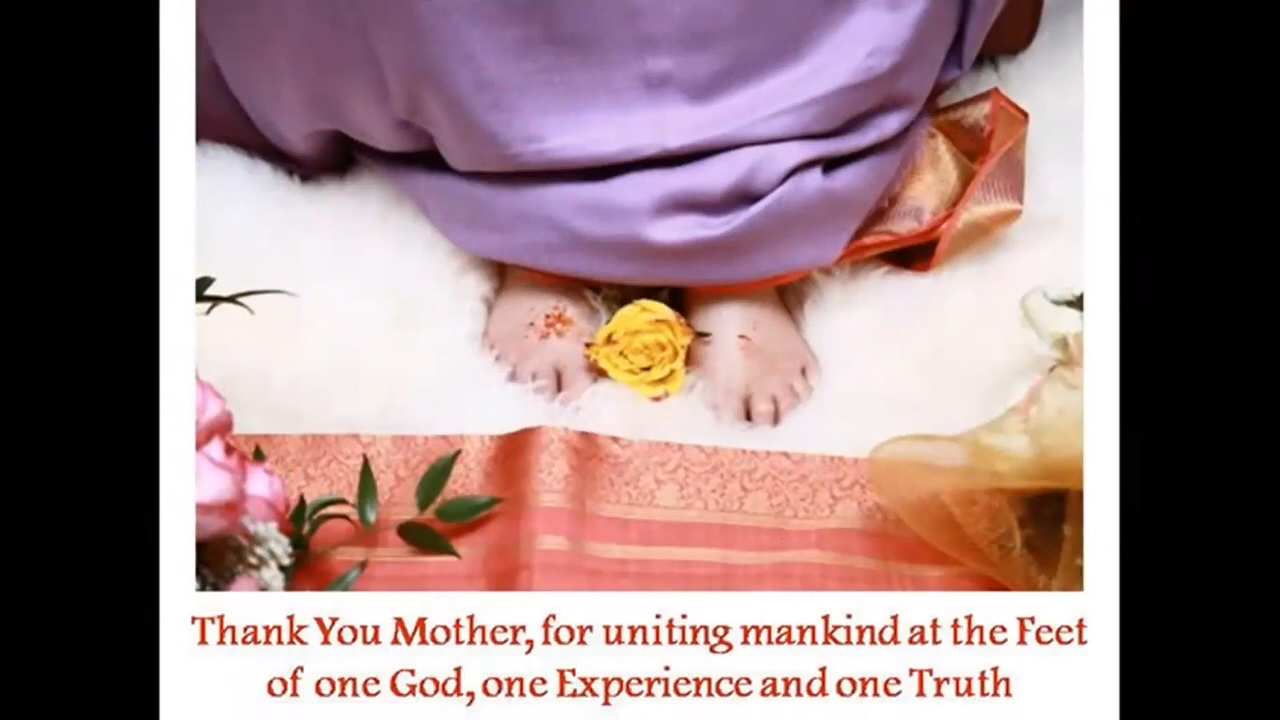 Thank You Mother, for uniting mankind at the Feet
of one God, one Experience and one Truth